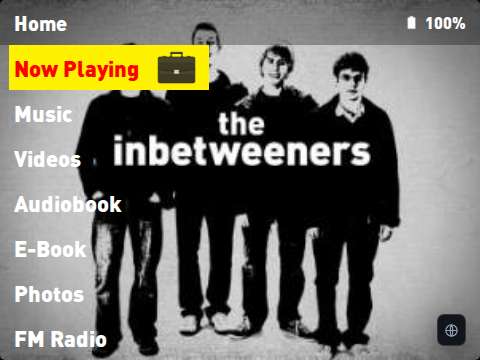 Home
100%
Now Playing
Music
the
inbetweeners
Videos
Audiobook
E-Book
Photos
FM Radio